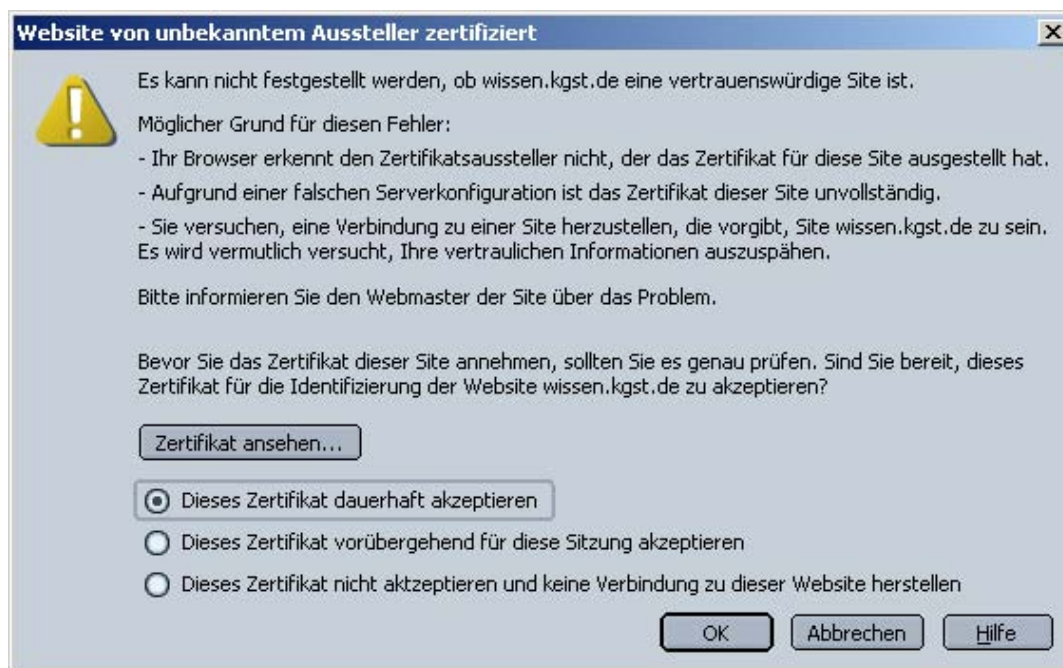 Website von unbekanntem Aussteller zertifiziert
Es kann nicht festgestellt werden, ob wissen.kgst.de eine vertrauenswürdige Site ist.
Möglicher Grund für diesen Fehler:
- Ihr Browser erkennt den Zertifikatsaussteller nicht, der das Zertifikat für diese Site ausgestellt hat.
- Aufgrund einer falschen Serverkonfiguration ist das Zertifikat dieser Site unvollständig.
- Sie versuchen, eine Verbindung zu einer Site herzustellen, die vorgibt, Site wissen.kgst.de zu sein.
Es wird vermutlich versucht, Ihre vertraulichen Informationen auszuspähen.
Bitte informieren Sie den Webmaster der Site über das Problem.
Bevor Sie das Zertifikat dieser Site annehmen, sollten Sie es genau prüfen. Sind Sie bereit, dieses
Zertifikat für die Identifizierung der Website wissen.kgst.de zu akzeptieren?
Zertifikat ansehen...
Dieses Zertifikat dauerhaft akzeptieren
Dieses Zertifikat vorübergehend für diese Sitzung akzeptieren
Dieses Zertifikat nicht aktzeptieren und keine Verbindung zu dieser Website herstellen
OK Abbrechen Hilfe